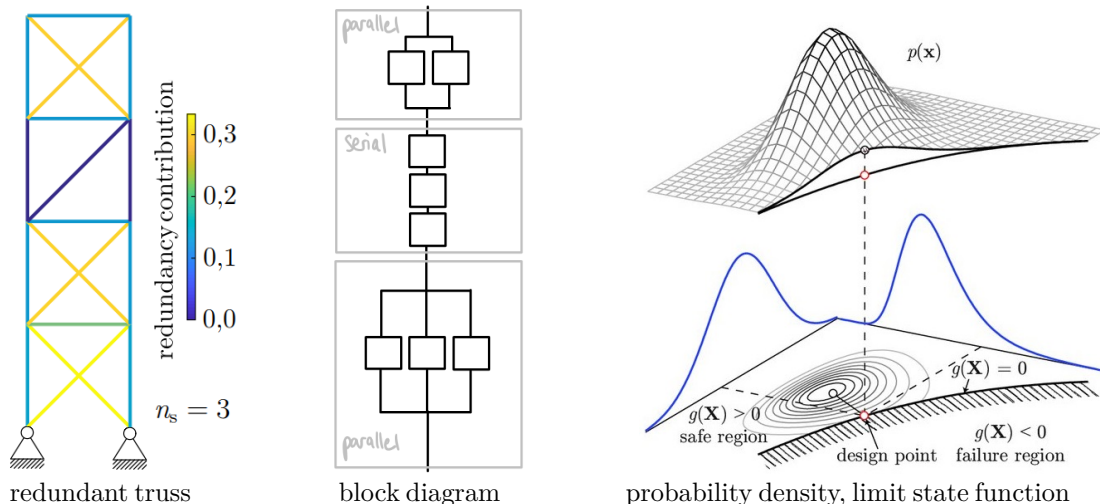 redundancy contribution
0,3
0,2
0,1
0,0
n_s = 3
redundant truss
parallel
serial
parallel
block diagram
p(x)
g(X) = 0
g(X) > 0
safe region
g(X) < 0
failure region
design point
probability density, limit state function